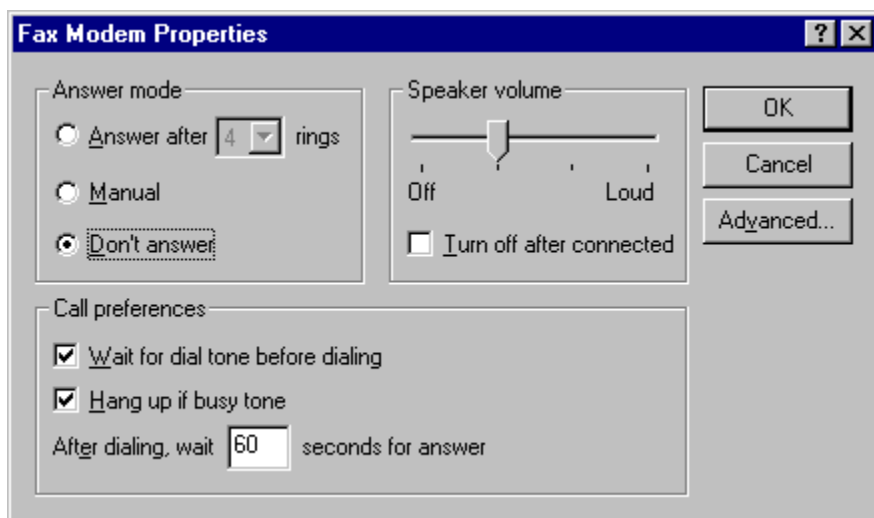 Fax Modem Properties
Answer mode
Answer after 4 rings
Manual
Don't answer
Speaker volume
Off Loud
Turn off after connected
OK
Cancel
Advanced...
Call preferences
Wait for dial tone before dialing
Hang up if busy tone
After dialing, wait 60 seconds for answer